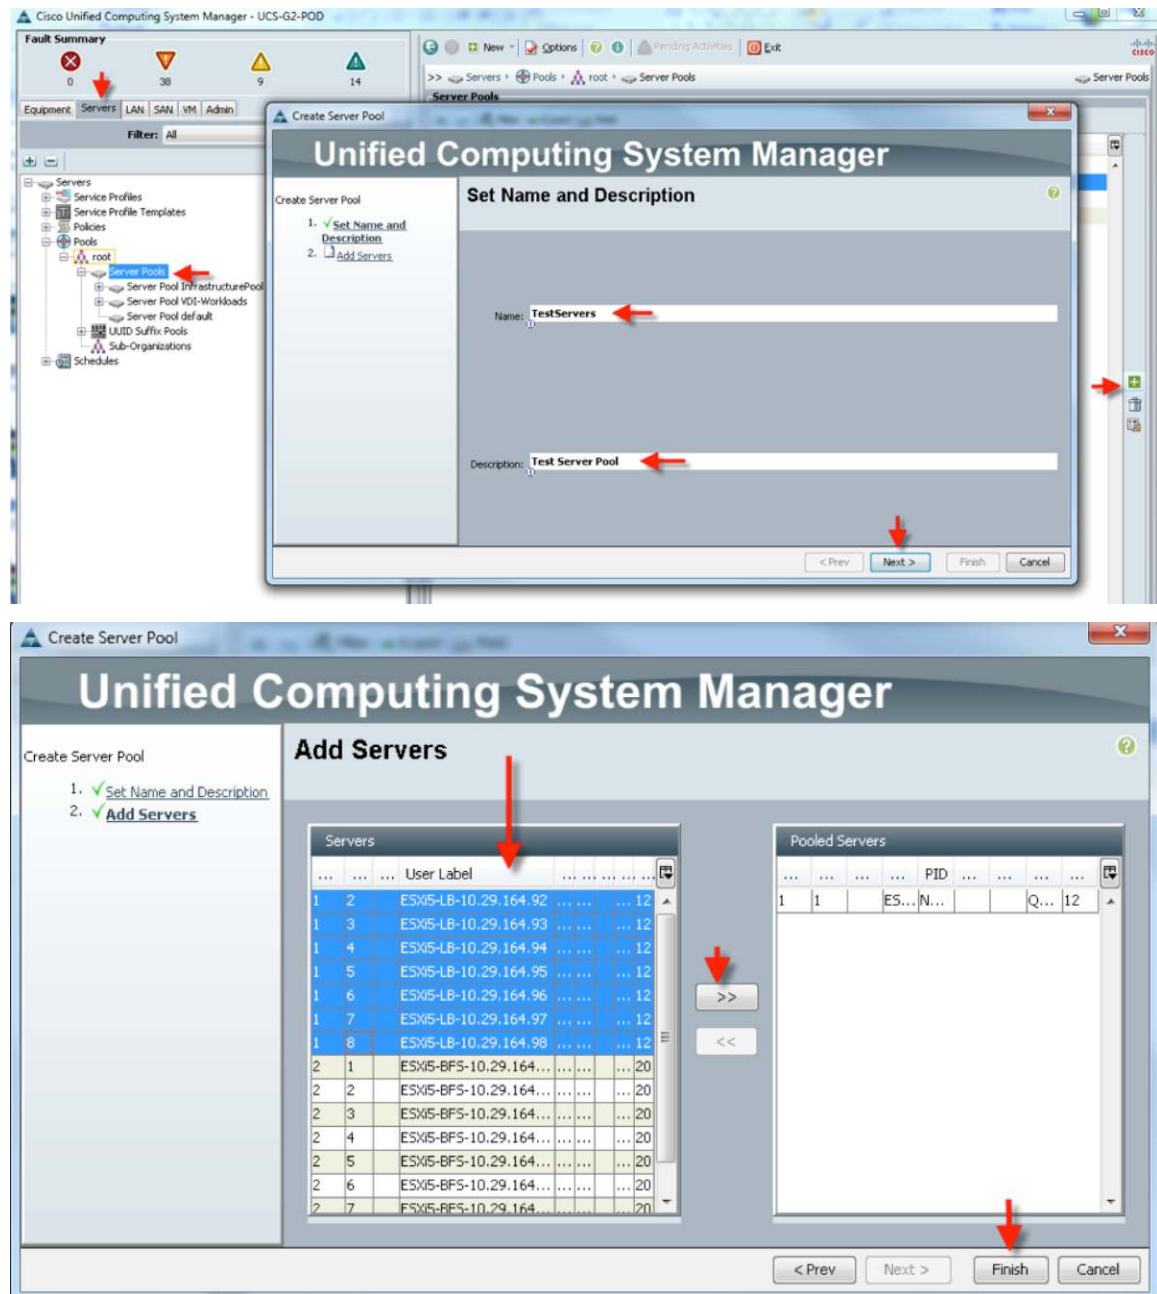 Cisco Unified Computing System Manager - UCS-G2-POD
Fault Summary
0 38 9 14
Equipment Servers LAN SAN VM Admin
Filter: All
Servers
Service Profiles
Service Profile Templates
Policies
Pools
root
Server Pools
Server Pool InfrastructurePool
Server Pool VDI-Workloads
Server Pool default
UUID Suffix Pools
Sub-Organizations
Schedules
New Options Pending Activities Exit
CISCO
>> Servers Pools root Server Pools
Server Pools
Server Pools
Create Server Pool
Unified Computing System Manager
Create Server Pool
1. √Set Name and
Description
2. Add Servers
Set Name and Description
Name: TestServers
Description: Test Server Pool
< Prev Next > Finish Cancel
Create Server Pool
Unified Computing System Manager
Create Server Pool
1. √Set Name and Description
2. √Add Servers
Add Servers
Servers
... ... ... User Label ... ... ... ... ... ...
1 2 ESXi5-LB-10.29.164.92 ... ... ... 12
1 3 ESXi5-LB-10.29.164.93 ... ... ... 12
1 4 ESXi5-LB-10.29.164.94 ... ... ... 12
1 5 ESXi5-LB-10.29.164.95 ... ... ... 12
1 6 ESXi5-LB-10.29.164.96 ... ... ... 12
1 7 ESXi5-LB-10.29.164.97 ... ... ... 12
1 8 ESXi5-LB-10.29.164.98 ... ... ... 12
2 1 ESXi5-BFS-10.29.164... ... ... ... 20
2 2 ESXi5-BFS-10.29.164... ... ... ... 20
2 3 ESXi5-BFS-10.29.164... ... ... ... 20
2 4 ESXi5-BFS-10.29.164... ... ... ... 20
2 5 ESXi5-BFS-10.29.164... ... ... ... 20
2 6 ESXi5-BFS-10.29.164... ... ... ... 20
2 7 ESXi5-BFS-10.29.164... ... ... ... 20
>>
<<
Pooled Servers
... ... ... ... PID ... ... ... ...
1 1 ES... N... Q... 12
< Prev Next > Finish Cancel